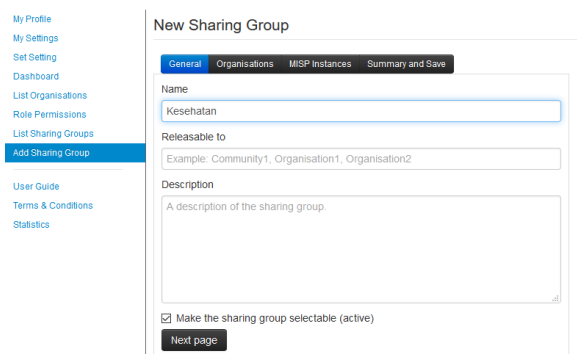 My Profile
My Settings
Set Setting
Dashboard
List Organisations
Role Permissions
List Sharing Groups
Add Sharing Group
User Guide
Terms & Conditions
Statistics
New Sharing Group
General Organisations MISP Instances Summary and Save
Name
Kesehatan
Releasable to
Example: Community1, Organisation1, Organisation2
Description
A description of the sharing group.
Make the sharing group selectable (active)
Next page